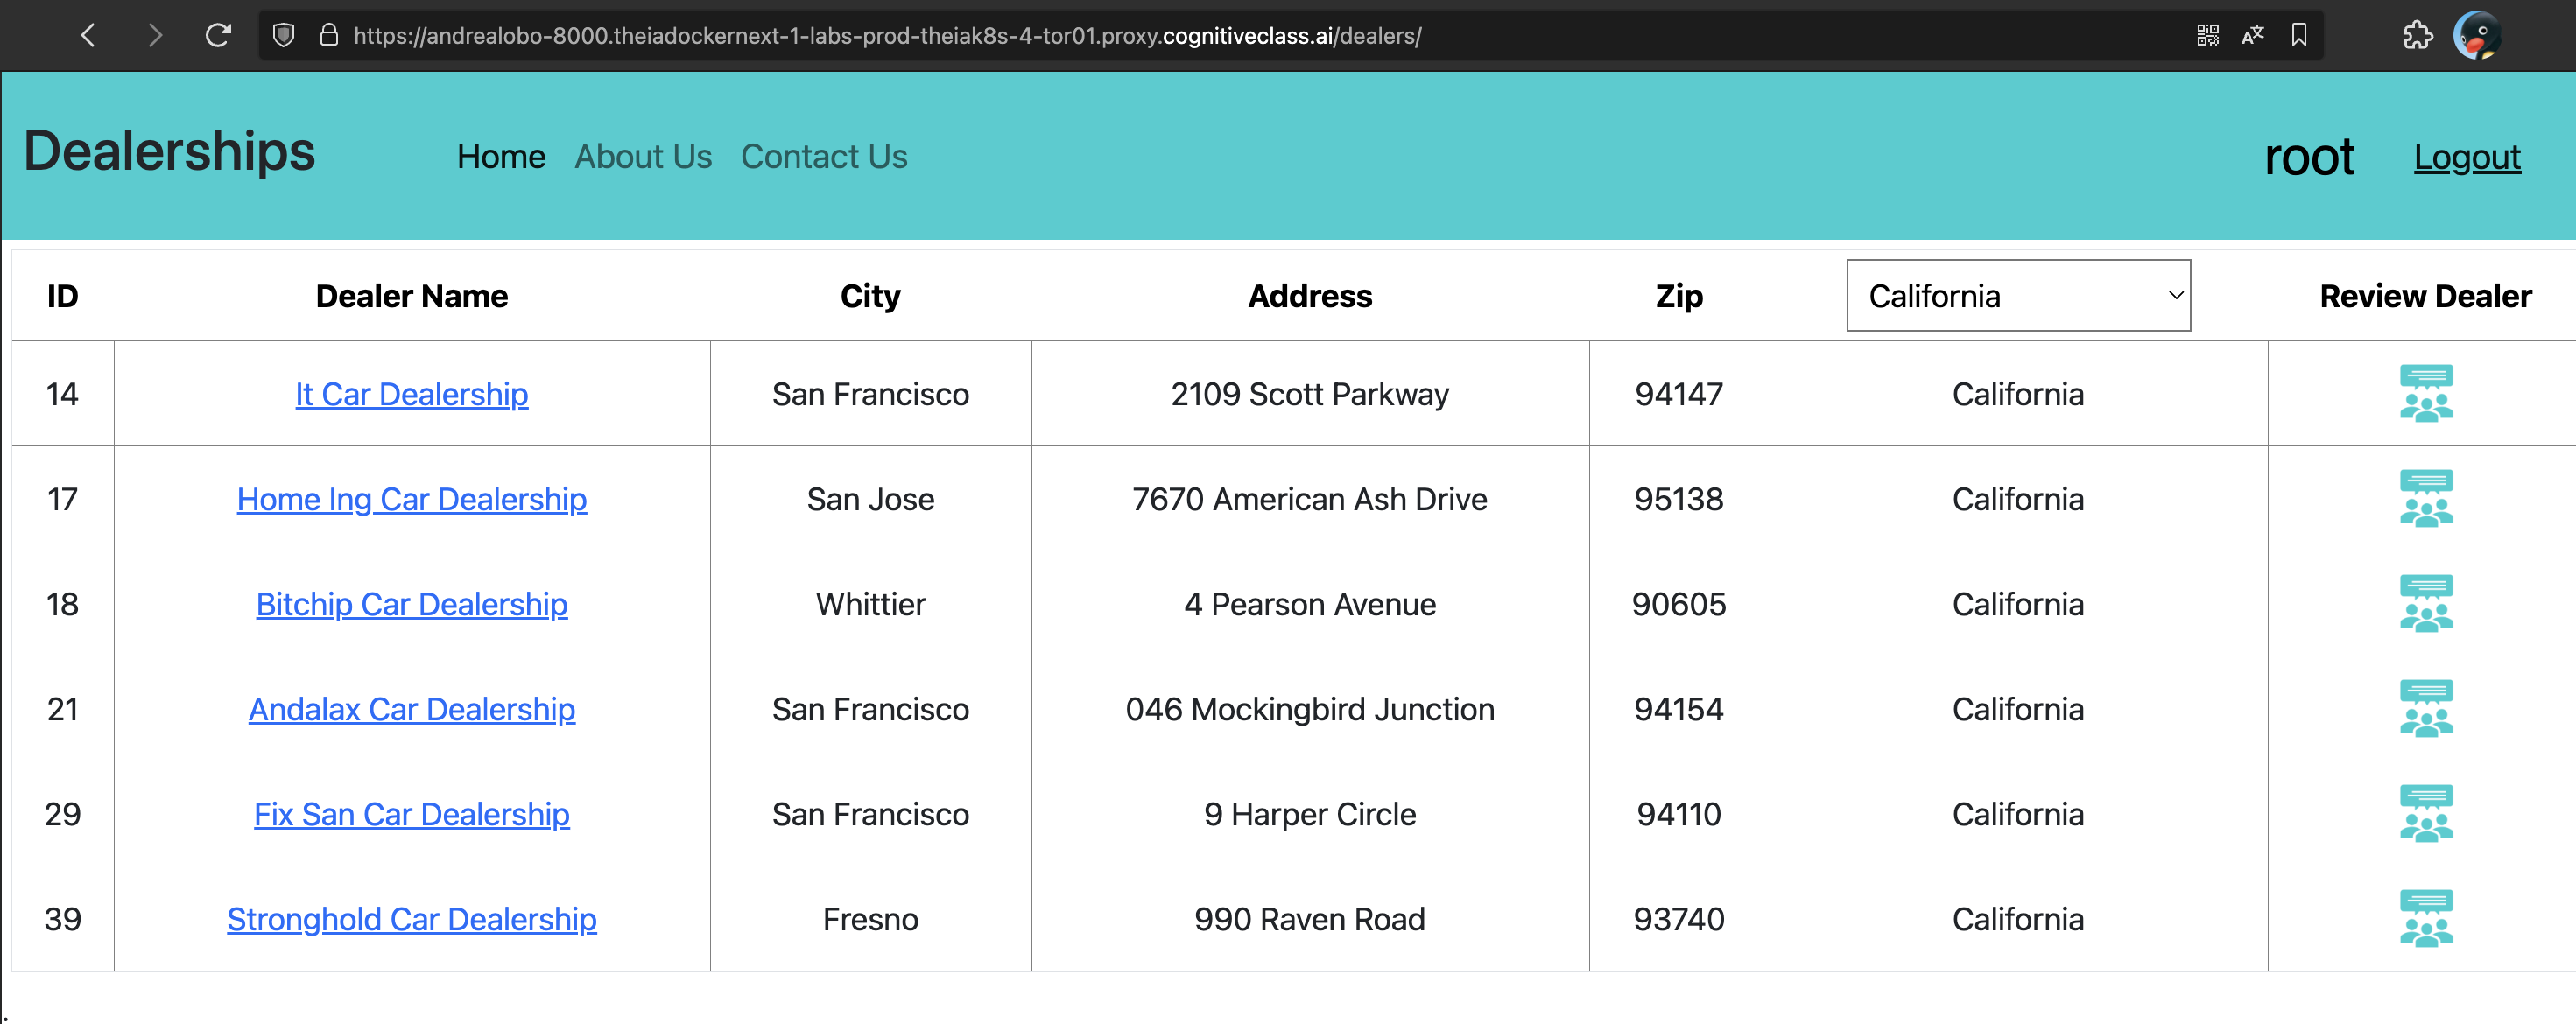 https://andrealobo-8000.theiadockernext-1-labs-prod-theiak8s-4-tor01.proxy.cognitiveclass.ai/dealers/
Dealerships Home About Us Contact Us root Logout
ID Dealer Name City Address Zip California Review Dealer
14 It Car Dealership San Francisco 2109 Scott Parkway 94147 California
17 Home Ing Car Dealership San Jose 7670 American Ash Drive 95138 California
18 Bitchip Car Dealership Whittier 4 Pearson Avenue 90605 California
21 Andalax Car Dealership San Francisco 046 Mockingbird Junction 94154 California
29 Fix San Car Dealership San Francisco 9 Harper Circle 94110 California
39 Stronghold Car Dealership Fresno 990 Raven Road 93740 California
.